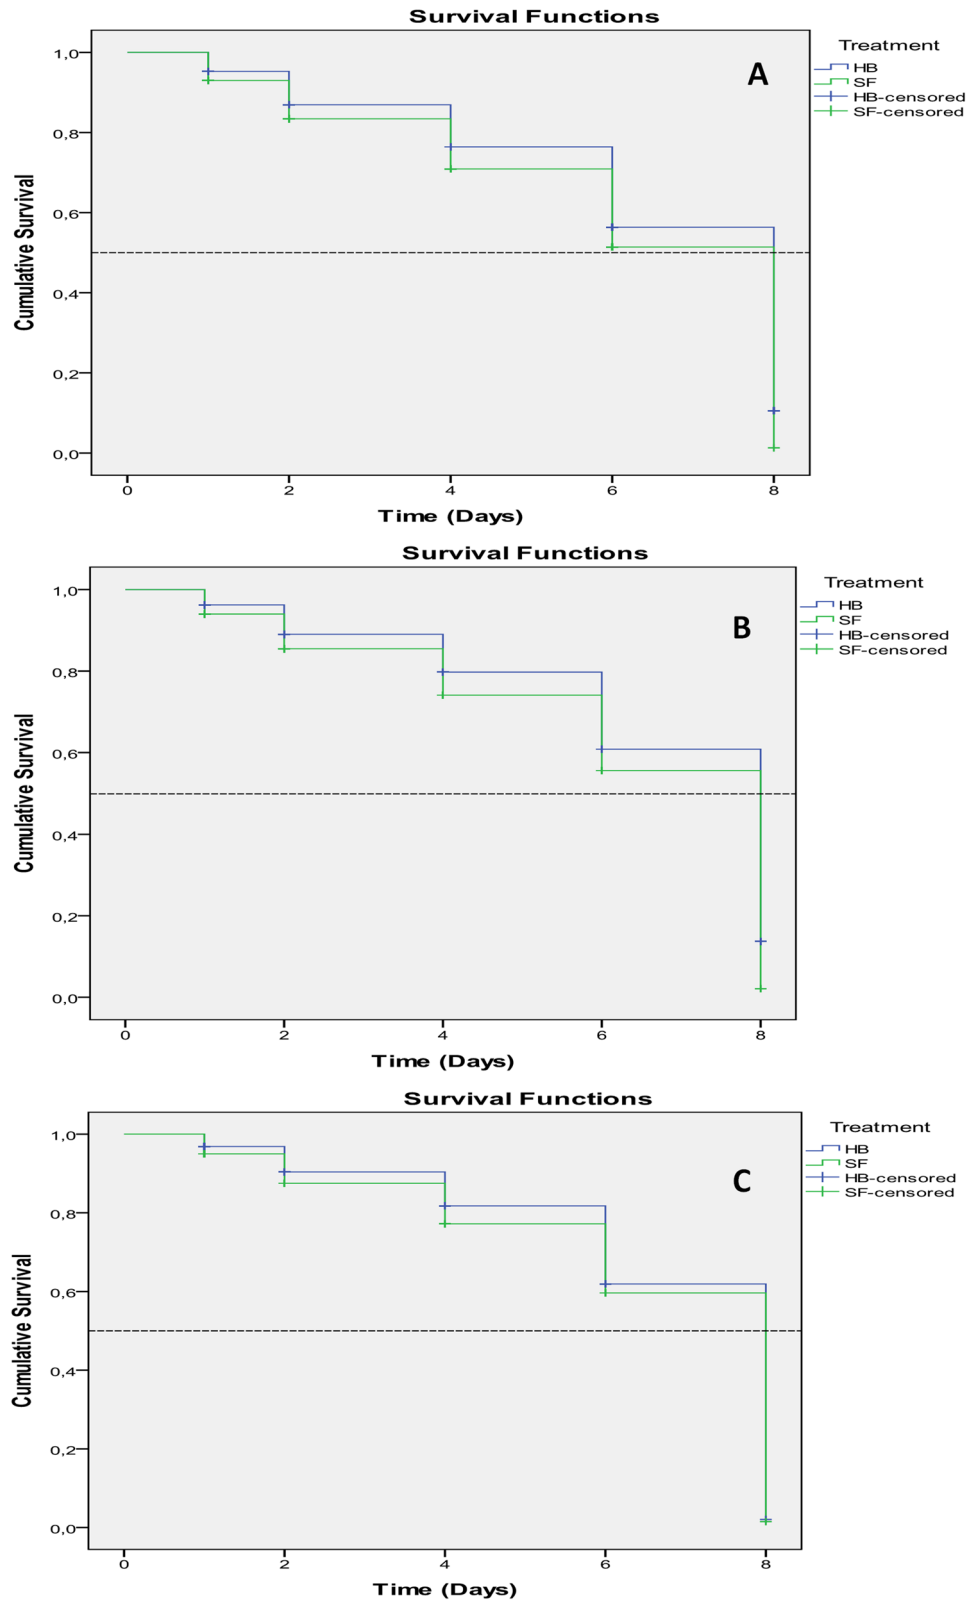 Survival Functions
A
Treatment
HB
SF
HB-censored
SF-censored
1,0
0,8
0,6
0,4
0,2
0,0
Cumulative Survival
0 2 4 6 8
Time (Days)
Survival Functions
B
Treatment
HB
SF
HB-censored
SF-censored
1,0
0,8
0,6
0,4
0,2
0,0
Cumulative Survival
0 2 4 6 8
Time (Days)
Survival Functions
C
Treatment
HB
SF
HB-censored
SF-censored
1,0
0,8
0,6
0,4
0,2
0,0
Cumulative Survival
0 2 4 6 8
Time (Days)